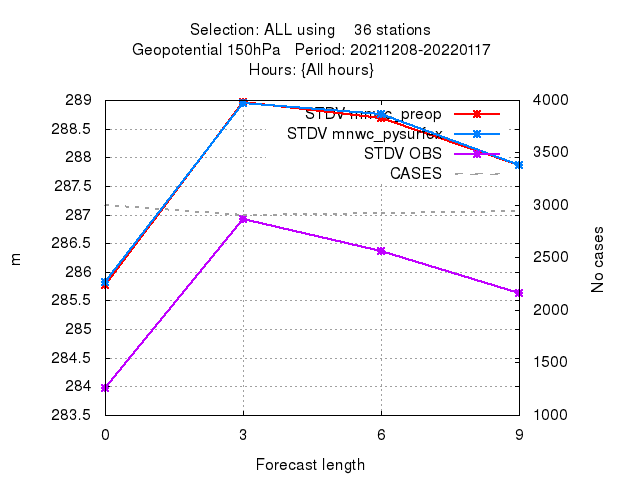 Selection: ALL using 36 stations
Geopotential 150hPa Period: 20211208-20220117
Hours: {All hours}
289
288.5
288
287.5
287
286.5
286
285.5
285
284.5
284
283.5
m
4000
3500
3000
2500
2000
1500
1000
No cases
STDV mnwc_preop
STDV mnwc_pysurfex
STDV OBS
CASES
0 3 6 9
Forecast length